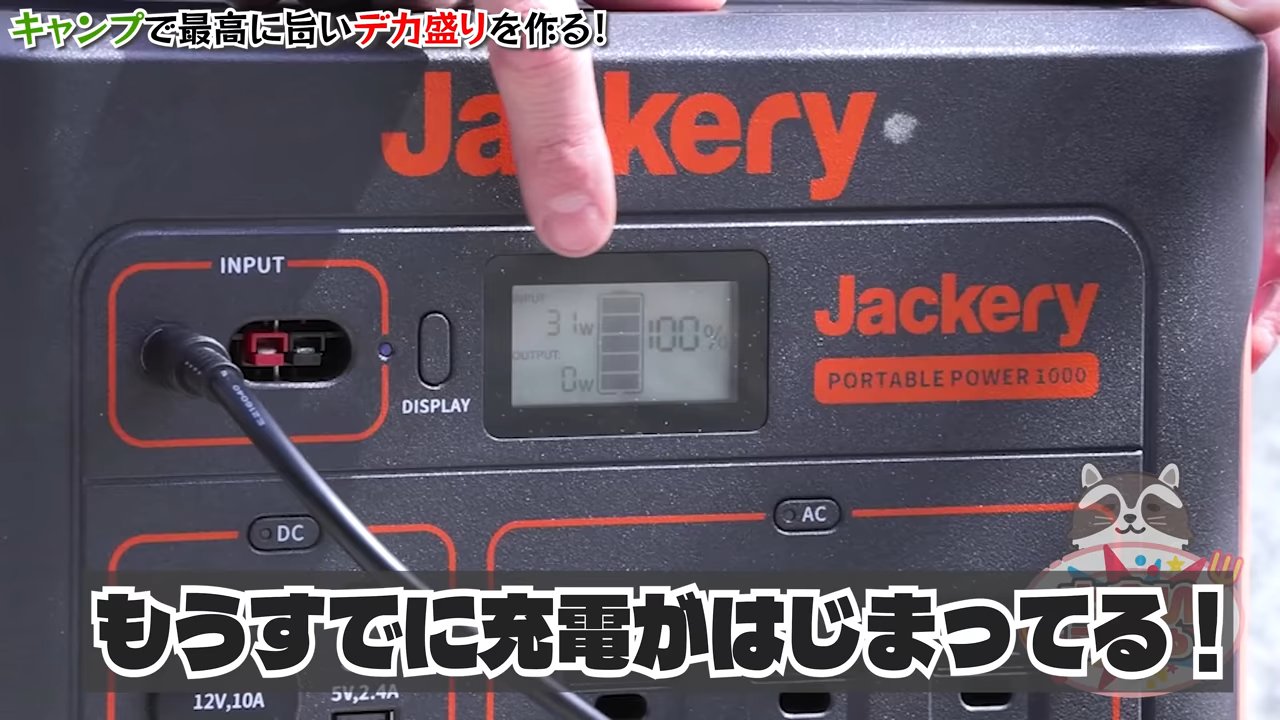 キャンプで最高に旨いデカ盛りを作る!
Jackery
INPUT
DISPLAY
INPUT
31w
100%
OUTPUT
0w
Jackery
PORTABLE POWER 1000
E216040
DC
AC
もうすでに充電がはじまってる!
12V,10A
5V,2.4A